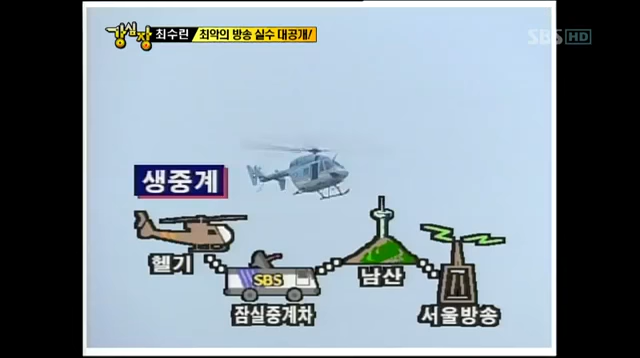 강심장 최수린 최악의 방송 실수 대공개!
SBS HD
생중계
헬기
SBS
잠실중계차
남산
서울방송